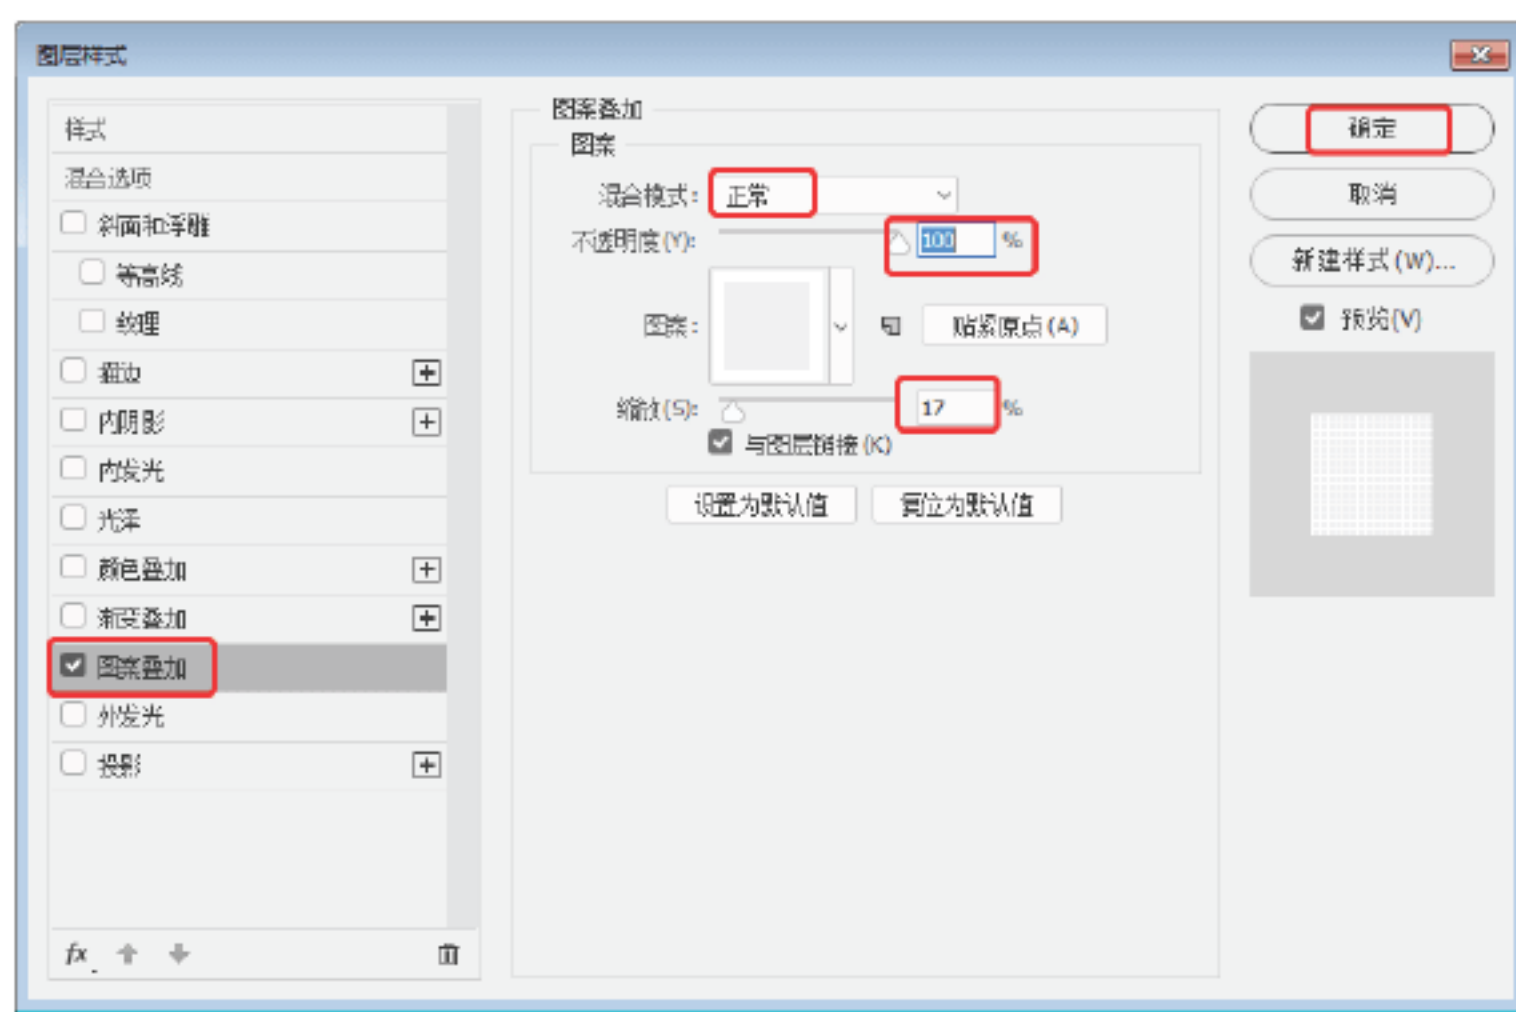 图层样式
样式
混合选项
斜面和浮雕
等高线
纹理
描边
内阴影
内发光
光泽
颜色叠加
渐变叠加
图案叠加
外发光
投影
fx
图案叠加
图案
混合模式: 正常
不透明度(Y): 100 %
图案: 贴紧原点(A)
缩放(S): 17 %
与图层链接(K)
设置为默认值 复位为默认值
确定
取消
新建样式(W)...
预览(V)